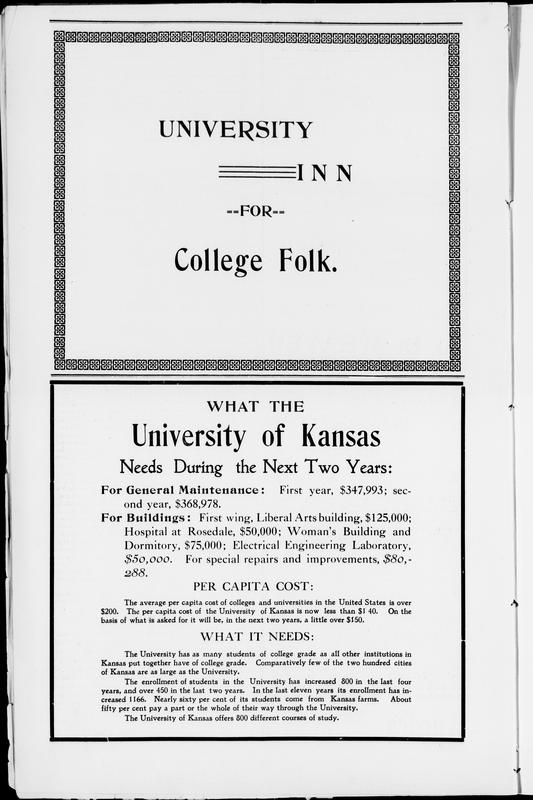 UNIVERSITY
INN
--FOR--
College Folk.
WHAT THE
University of Kansas
Needs During the Next Two Years:
For General Maintenance: First year, $347,993; sec-
ond year, $368,978.
For Buildings: First wing, Liberal Arts building, $125,000;
Hospital at Rosedale, $50,000; Woman's Building and
Dormitory, $75,000; Electrical Engineering Laboratory,
$50,000. For special repairs and improvements, $80,-
288.
PER CAPITA COST:
The average per capita cost of colleges and universities in the United States is over
$200. The per capita cost of the University of Kansas is now less than $1 40. On the
basis of what is asked for it will be, in the next two years, a little over $150.
WHAT IT NEEDS:
The University has as many students of college grade as all other institutions in
Kansas put together have of college grade. Comparatively few of the two hundred cities
of Kansas are as large as the University.
The enrollment of students in the University has increased 800 in the last four
years, and over 450 in the last two years. In the last eleven years its enrollment has in-
creased 1166. Nearly sixty per cent of its students come from Kansas farms. About
fifty per cent pay a part or the whole of their way through the University.
The University of Kansas offers 800 different courses of study.